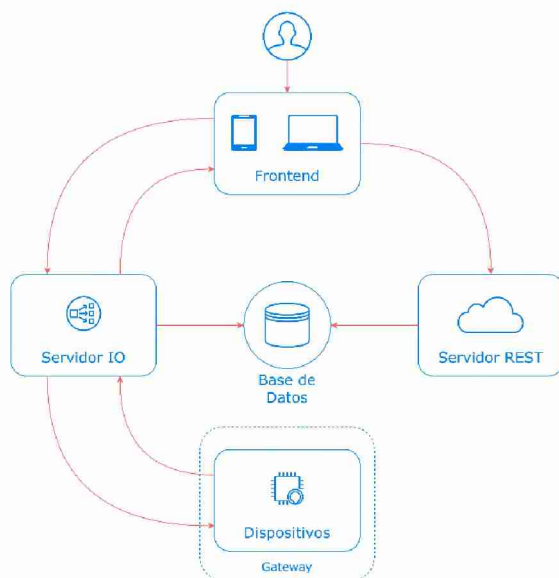 Frontend
Servidor IO
Servidor REST
Base de
Datos
Dispositivos
Gateway